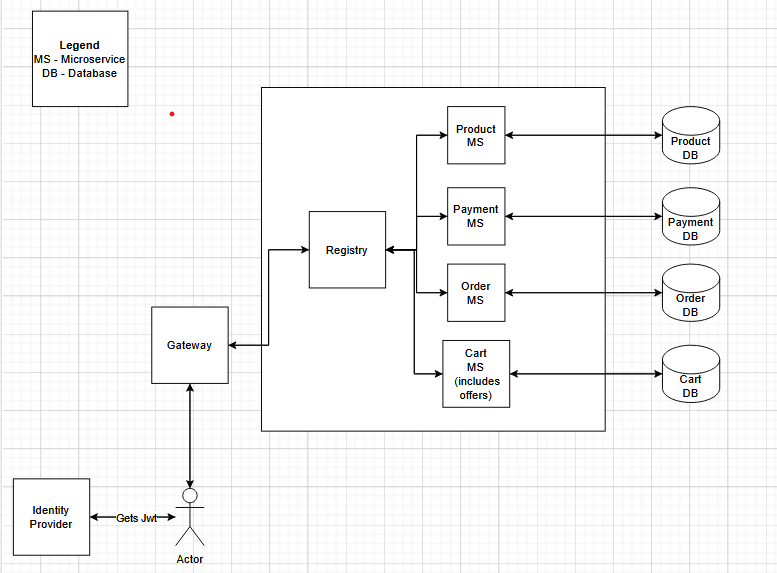 Legend
MS - Microservice
DB - Database
Product
MS
Product
DB
Payment
MS
Payment
DB
Registry
Order
MS
Order
DB
Gateway
Cart
MS
(includes
offers)
Cart
DB
Identity
Provider
Gets Jwt
Actor